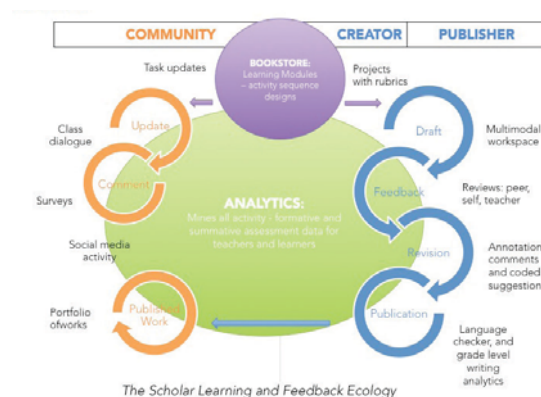 COMMUNITY
CREATOR
PUBLISHER
BOOKSTORE:
Learning Modules
– activity sequence
designs
Task updates
Projects
with rubrics
Update
Draft
Class
dialogue
Multimodal
workspace
Comment
Feedback
ANALYTICS:
Mines all activity - formative and
summative assessment data for
teachers and learners
Surveys
Reviews: peer,
self, teacher
Social media
activity
Revision
Annotation
comments
and coded
suggestion
Published
Work
Publication
Portfolio
ofworks
Language
checker, and
grade level
writing
analytics
The Scholar Learning and Feedback Ecology